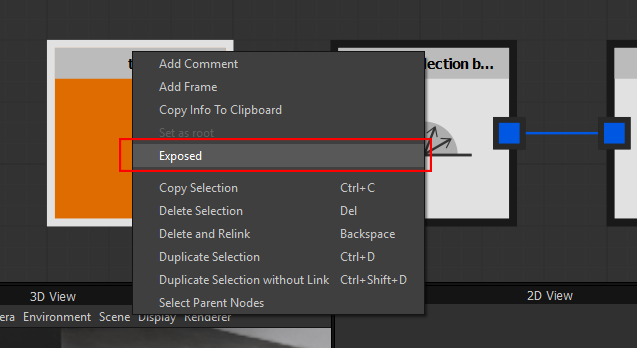 lection b...
Add Comment
Add Frame
Copy Info To Clipboard
Set as root
Exposed
Copy Selection Ctrl+C
Delete Selection Del
Delete and Relink Backspace
Duplicate Selection Ctrl+D
Duplicate Selection without Link Ctrl+Shift+D
Select Parent Nodes
3D View
2D View
era Environment Scene Display Renderer